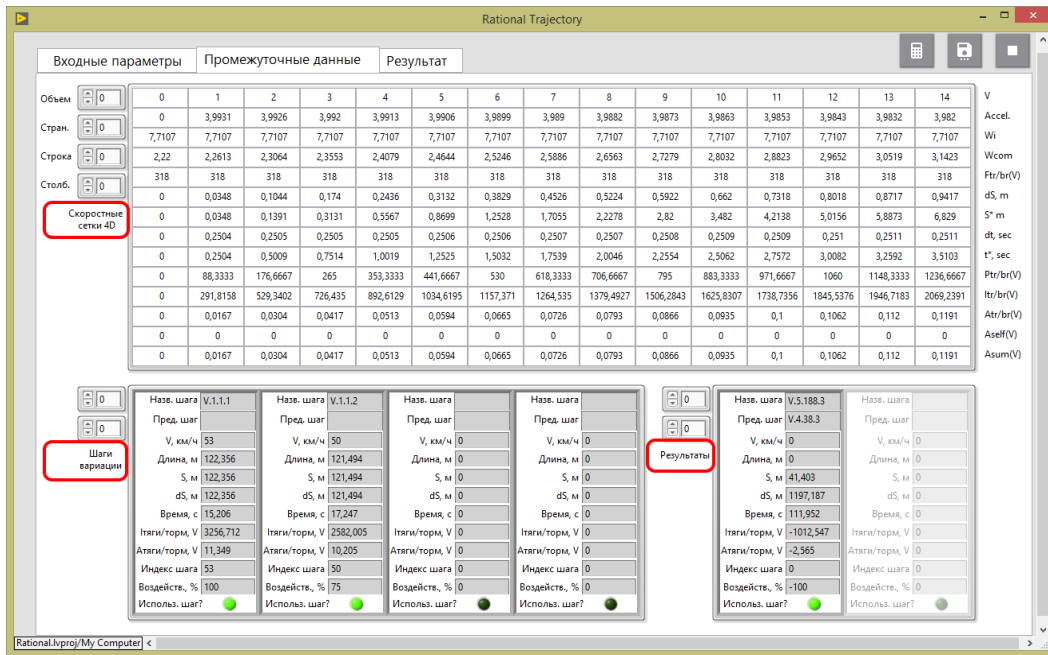 Rational Trajectory
Входные параметры Промежуточные данные Результат
Объем 0 0 1 2 3 4 5 6 7 8 9 10 11 12 13 14 V
0 3,9931 3,9926 3,992 3,9913 3,9906 3,9899 3,989 3,9882 3,9873 3,9863 3,9853 3,9843 3,9832 3,982 Accel.
Стран. 0 7,7107 7,7107 7,7107 7,7107 7,7107 7,7107 7,7107 7,7107 7,7107 7,7107 7,7107 7,7107 7,7107 7,7107 7,7107 Wi
Строка 0 2,22 2,2613 2,3064 2,3553 2,4079 2,4644 2,5246 2,5886 2,6563 2,7279 2,8032 2,8823 2,9652 3,0519 3,1423 Wcom
Столб. 0 318 318 318 318 318 318 318 318 318 318 318 318 318 318 318 Ftr/br(V)
0 0,0348 0,1044 0,174 0,2436 0,3132 0,3829 0,4526 0,5224 0,5922 0,662 0,7318 0,8018 0,8717 0,9417 dS, m
Скоростные сетки 4D 0 0,0348 0,1391 0,3131 0,5567 0,8699 1,2528 1,7055 2,2278 2,82 3,482 4,2138 5,0156 5,8873 6,829 S* m
0 0,2504 0,2505 0,2505 0,2505 0,2506 0,2506 0,2507 0,2507 0,2508 0,2509 0,2509 0,251 0,2511 0,2511 dt, sec
0 0,2504 0,5009 0,7514 1,0019 1,2525 1,5032 1,7539 2,0046 2,2554 2,5062 2,7572 3,0082 3,2592 3,5103 t*, sec
0 88,3333 176,6667 265 353,3333 441,6667 530 618,3333 706,6667 795 883,3333 971,6667 1060 1148,3333 1236,6667 Ptr/br(V)
0 291,8158 529,3402 726,435 892,6129 1034,6195 1157,371 1264,535 1379,4927 1506,2843 1625,8307 1738,7356 1845,5376 1946,7183 2069,2391 Itr/br(V)
0 0,0167 0,0304 0,0417 0,0513 0,0594 0,0665 0,0726 0,0793 0,0866 0,0935 0,1 0,1062 0,112 0,1191 Atr/br(V)
0 0 0 0 0 0 0 0 0 0 0 0 0 0 0 Aself(V)
0 0,0167 0,0304 0,0417 0,0513 0,0594 0,0665 0,0726 0,0793 0,0866 0,0935 0,1 0,1062 0,112 0,1191 Asum(V)
0 Назв. шага V.1.1.1 Назв. шага V.1.1.2 Назв. шага Назв. шага 0 Назв. шага V.5.188.3 Назв. шага
0 Пред. шаг Пред. шаг Пред. шаг Пред. шаг 0 Пред. шаг V.4.38.3 Пред. шаг
V, км/ч 53 V, км/ч 50 V, км/ч 0 V, км/ч 0 V, км/ч 0 V, км/ч 0
Шаги вариации Длина, м 122,356 Длина, м 121,494 Длина, м 0 Длина, м 0 Результаты Длина, м 0 Длина, м 0
S, м 122,356 S, м 121,494 S, м 0 S, м 0 S, м 41,403 S, м 0
dS, м 122,356 dS, м 121,494 dS, м 0 dS, м 0 dS, м 1197,187 dS, м 0
Время, с 15,206 Время, с 17,247 Время, с 0 Время, с 0 Время, с 111,952 Время, с 0
Iтяги/торм, V 3256,712 Iтяги/торм, V 2582,005 Iтяги/торм, V 0 Iтяги/торм, V 0 Iтяги/торм, V -1012,547 Iтяги/торм, V 0
Aтяги/торм, V 11,349 Aтяги/торм, V 10,205 Aтяги/торм, V 0 Aтяги/торм, V 0 Aтяги/торм, V -2,565 Aтяги/торм, V 0
Индекс шага 53 Индекс шага 50 Индекс шага 0 Индекс шага 0 Индекс шага 0 Индекс шага 0
Воздейств., % 100 Воздейств., % 75 Воздейств., % 0 Воздейств., % 0 Воздейств., % -100 Воздейств., % 0
Использ. шаг? Использ. шаг? Использ. шаг? Использ. шаг? Использ. шаг? Использ. шаг?
Rational.lvproj/My Computer